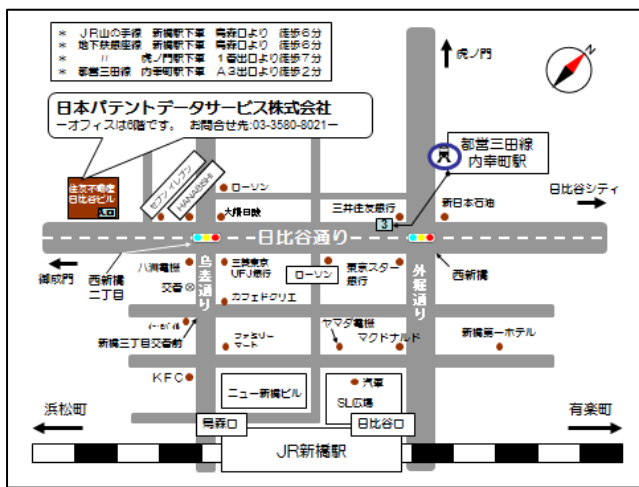 * JR山の手線 新橋駅下車 烏森口より 徒歩6分
* 地下鉄銀座線 新橋駅下車 烏森口より 徒歩6分
* 〃 虎ノ門駅下車 1番出口より徒歩7分
* 都営三田線 内幸町駅下車 A3出口より徒歩2分
虎ノ門
N
日本パテントデータサービス株式会社
ーオフィスは6階です。 お問合せ先:03-3580-8021ー
都営三田線
内幸町駅
住友不動産
日比谷ビル
入口
セブンイレブン
HANABISHI
ローソン
三井住友銀行
3
新日本石油
日比谷シティ
日比谷通り
御成門
西新橋
二丁目
八洲電機
交番
烏森通り
三菱東京
UFJ銀行
ローソン
東京スター
銀行
外堀通り
西新橋
カフェドクリエ
新橋三丁目交番前
ファミリー
マート
ヤマダ電機
マクドナルド
新橋第一ホテル
KFC
ニュー新橋ビル
汽車
SL広場
浜松町
烏森口
日比谷口
有楽町
JR新橋駅